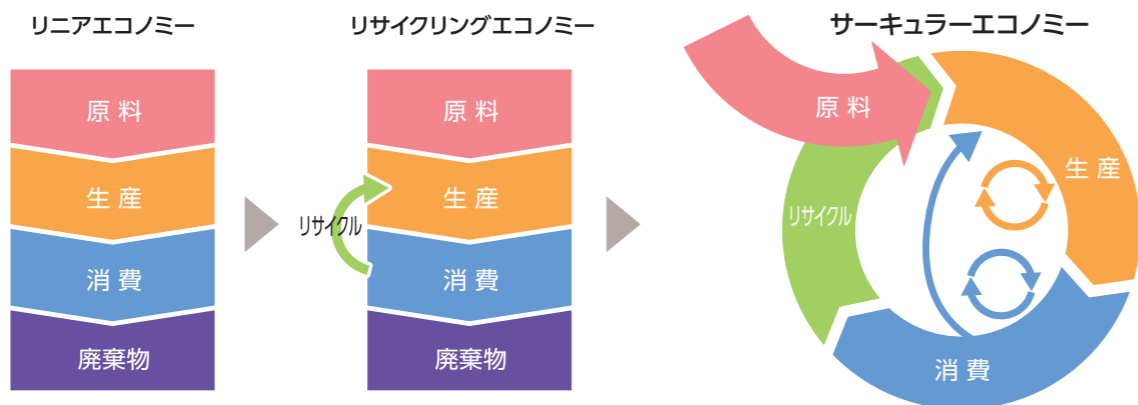 リニアエコノミー
原料
生産
消費
廃棄物
リサイクリングエコノミー
原料
生産
消費
廃棄物
リサイクル
サーキュラーエコノミー
原料
生産
消費
リサイクル